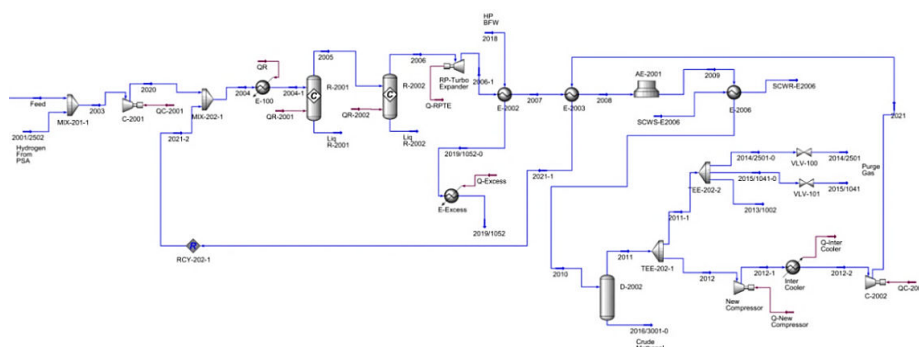 HP
BFW
2018
QR
2005
2006
R-2001
R-2002
RP-Turbo
Expander
2006-1
Q-RPTE
Feed
2003
2020
MIX-201-1
C-2001
QC-2001
MIX-202-1
2004
E-100
2004-1
QR-2001
QR-2002
Liq
R-2001
Liq
R-2002
2001/2502
Hydrogen
From
PSA
2021-2
E-2002
2007
E-2003
2008
AE-2001
2009
SCWR-E2006
SCWS-E2006
E-2006
2021
Purge
Gas
2019/1052-0
Q-Excess
E-Excess
2019/1052
2021-1
2014/2501-0
VLV-100
2014/2501
2015/1041-0
VLV-101
2015/1041
TEE-202-2
2013/1002
2011-1
RCY-202-1
2010
2011
TEE-202-1
2012
D-2002
New
Compressor
2012-1
Q-Inter
Cooler
Inter
Cooler
2012-2
C-2002
Q-New
Compressor
2016/3001-0
Crude